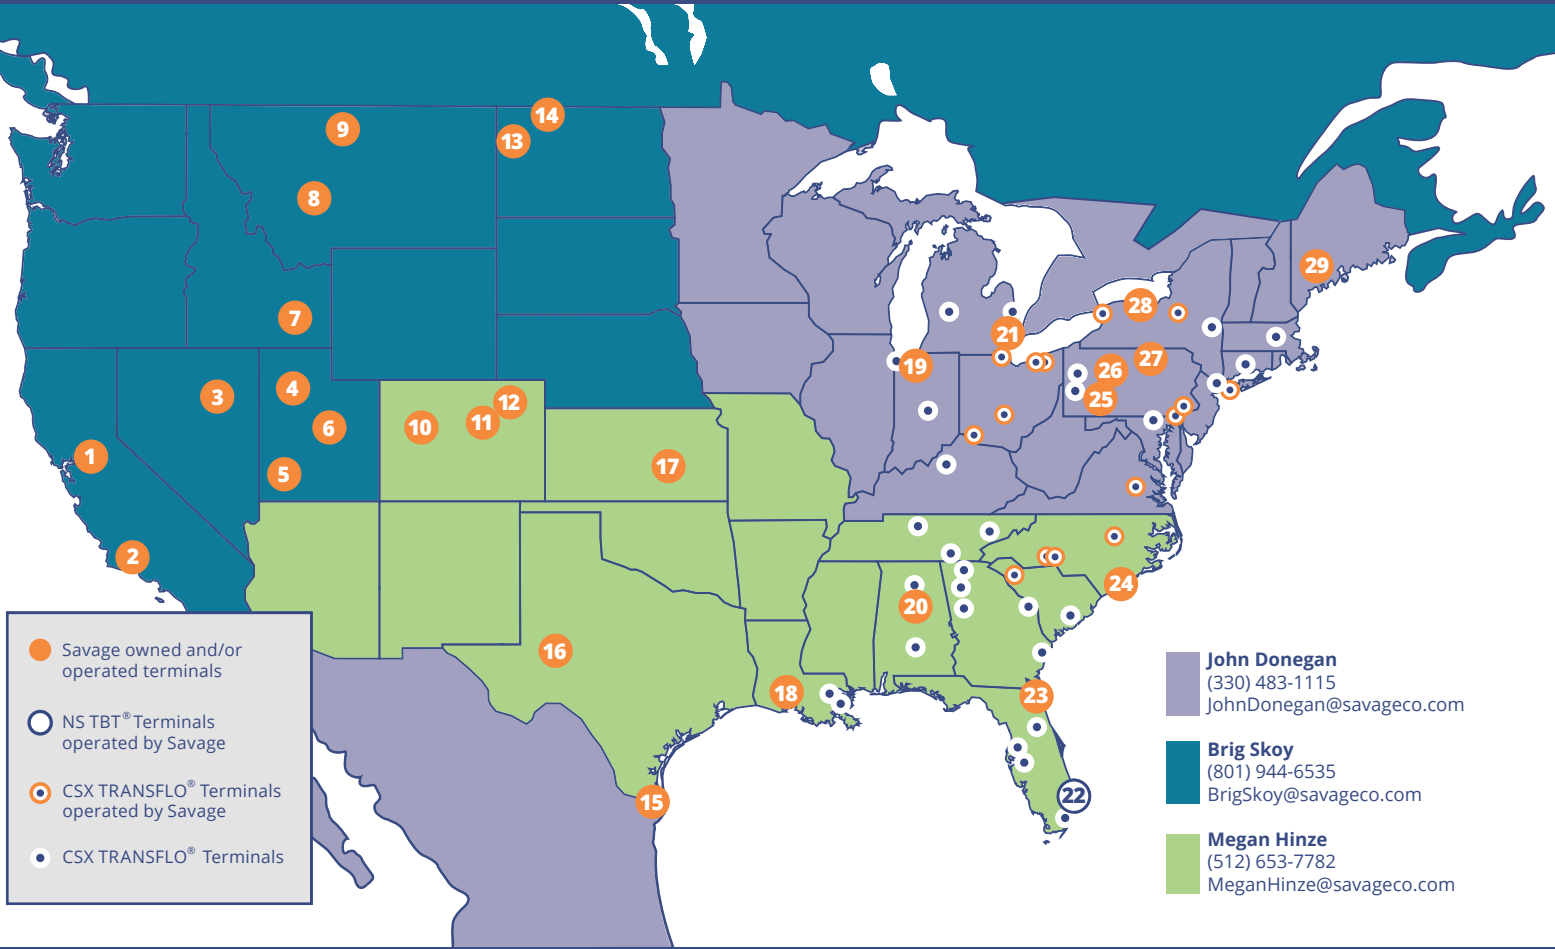 14
9
13
8
29
7
28
21
27
19
26
4
3
25
12
11
6
10
1
17
5
2
24
20
16
18
23
22
15
Savage owned and/or
operated terminals
NS TBT® Terminals
operated by Savage
CSX TRANSFLO® Terminals
operated by Savage
CSX TRANSFLO® Terminals
John Donegan
(330) 483-1115
JohnDonegan@savageco.com
Brig Skoy
(801) 944-6535
BrigSkoy@savageco.com
Megan Hinze
(512) 653-7782
MeganHinze@savageco.com